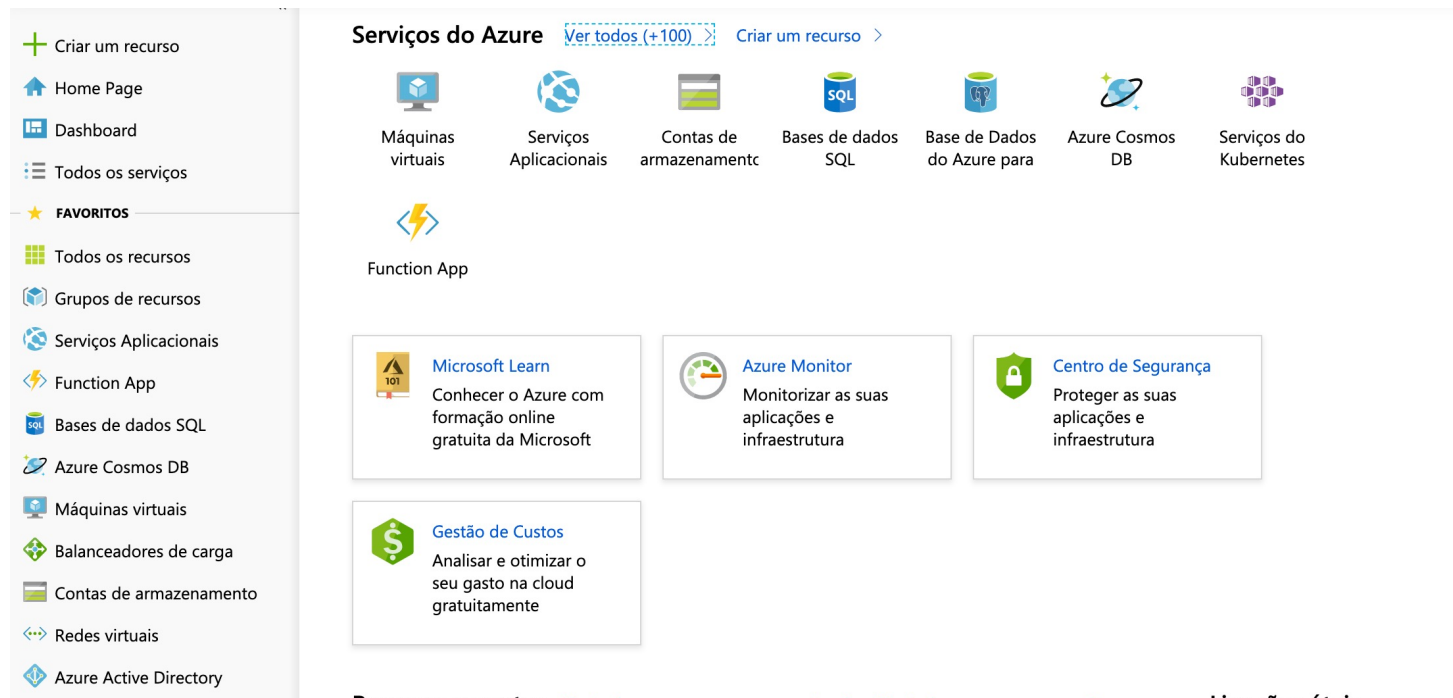 Criar um recurso
Home Page
Dashboard
Todos os serviços
FAVORITOS
Todos os recursos
Grupos de recursos
Serviços Aplicacionais
Function App
Bases de dados SQL
Azure Cosmos DB
Máquinas virtuais
Balanceadores de carga
Contas de armazenamento
Redes virtuais
Azure Active Directory
Serviços do Azure Ver todos (+100) Criar um recurso
Máquinas
virtuais
Serviços
Aplicacionais
Contas de
armazenamento
SQL
Bases de dados
SQL
Base de Dados
do Azure para
Azure Cosmos
DB
Serviços do
Kubernetes
Function App
101
Microsoft Learn
Conhecer o Azure com
formação online
gratuita da Microsoft
Azure Monitor
Monitorizar as suas
aplicações e
infraestrutura
Centro de Segurança
Proteger as suas
aplicações e
infraestrutura
Gestão de Custos
Analisar e otimizar o
seu gasto na cloud
gratuitamente